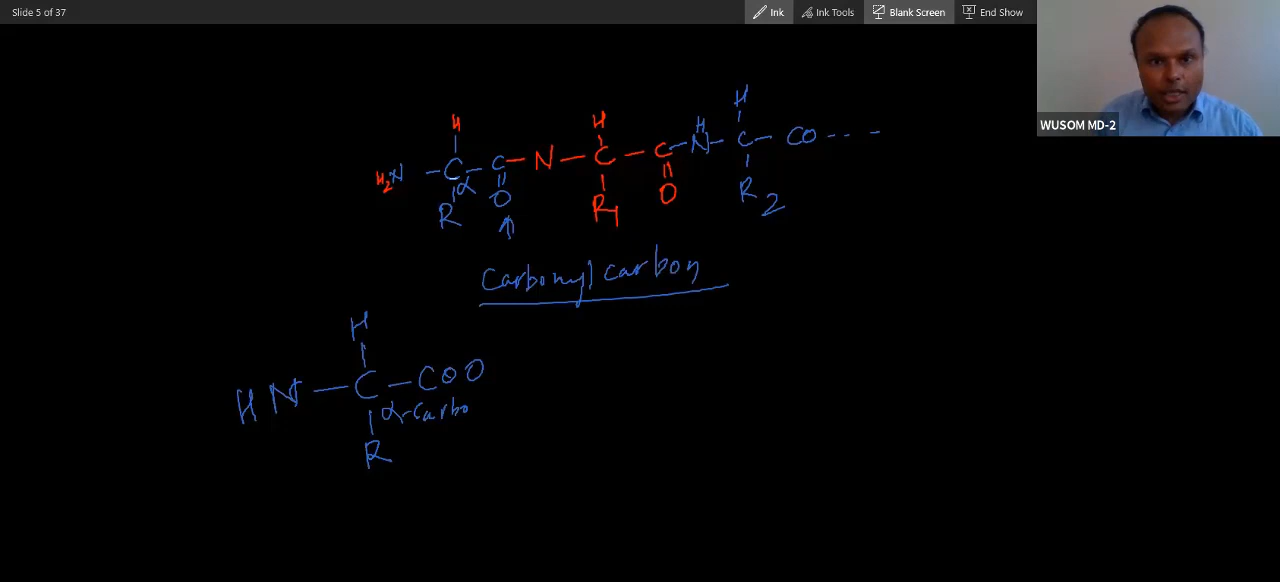 Slide 5 of 37
Ink Ink Tools Blank Screen End Show
WUSOM MD-2
H H H H
H2N - C - C - N - C - C - N - C - CO - - -
α O O
R R1 R2
Carbonyl carbon
H
HN - C - COO
α-carbo
R